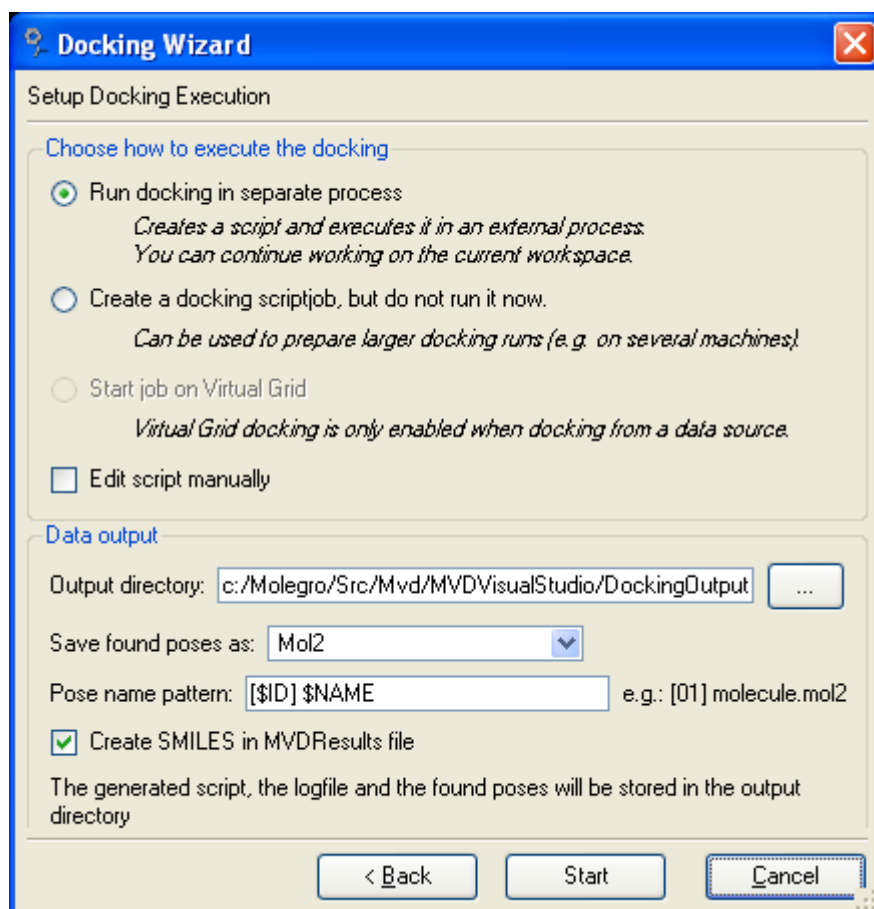 Docking Wizard
Setup Docking Execution
Choose how to execute the docking
Run docking in separate process
Creates a script and executes it in an external process.
You can continue working on the current workspace.
Create a docking scriptjob, but do not run it now.
Can be used to prepare larger docking runs (e.g. on several machines).
Start job on Virtual Grid
Virtual Grid docking is only enabled when docking from a data source.
Edit script manually
Data output
Output directory: c:/Molegro/Src/Mvd/MVDVisualStudio/DockingOutput ...
Save found poses as: Mol2
Pose name pattern: [$ID] $NAME e.g.: [01] molecule.mol2
Create SMILES in MVDResults file
The generated script, the logfile and the found poses will be stored in the output
directory
< Back Start Cancel